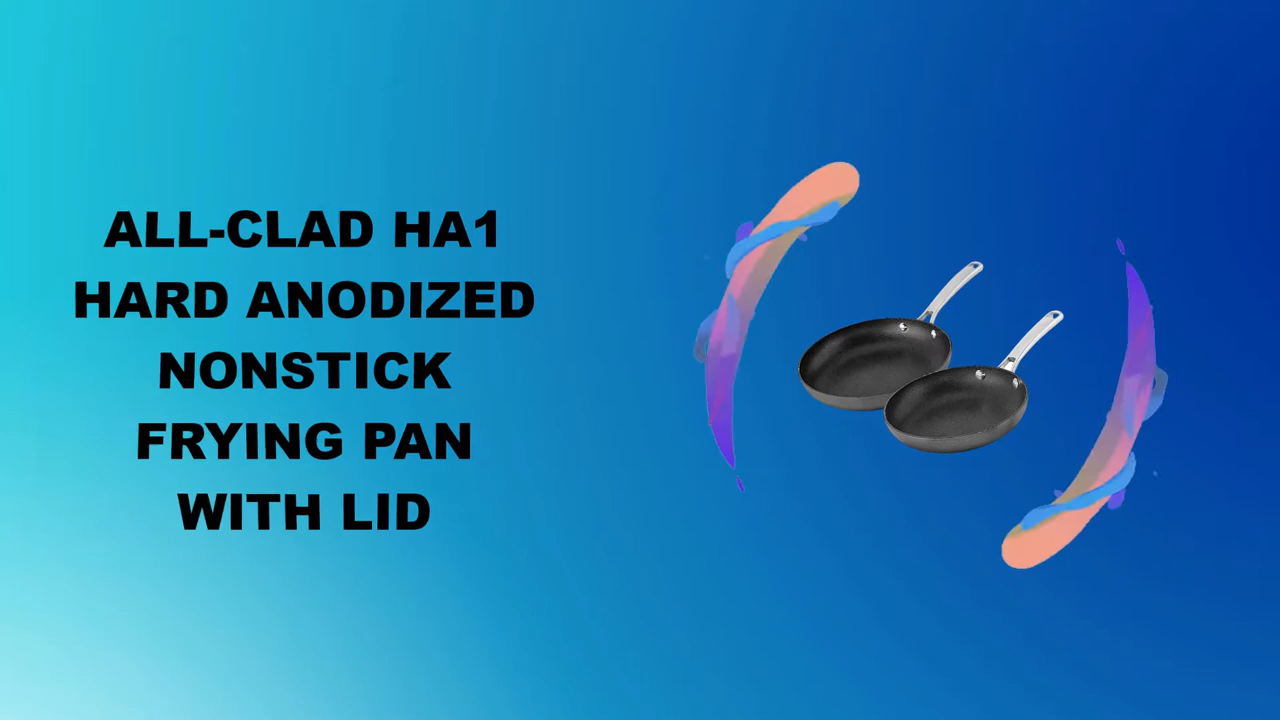 ALL-CLAD HA1
HARD ANODIZED
NONSTICK
FRYING PAN
WITH LID